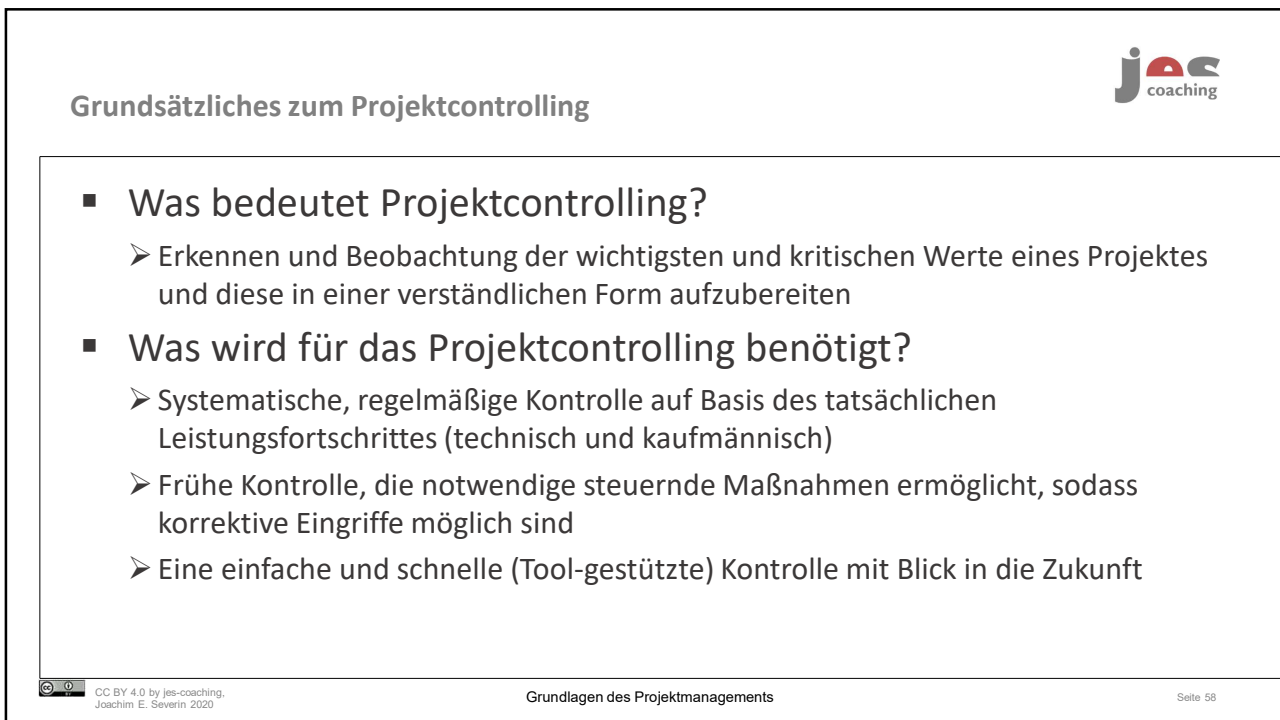 jes
coaching
Grundsätzliches zum Projektcontrolling
▪ Was bedeutet Projektcontrolling?
➢ Erkennen und Beobachtung der wichtigsten und kritischen Werte eines Projektes
und diese in einer verständlichen Form aufzubereiten
▪ Was wird für das Projektcontrolling benötigt?
➢ Systematische, regelmäßige Kontrolle auf Basis des tatsächlichen
Leistungsfortschrittes (technisch und kaufmännisch)
➢ Frühe Kontrolle, die notwendige steuernde Maßnahmen ermöglicht, sodass
korrektive Eingriffe möglich sind
➢ Eine einfache und schnelle (Tool-gestützte) Kontrolle mit Blick in die Zukunft
cc BY
CC BY 4.0 by jes-coaching,
Joachim E. Severin 2020
Grundlagen des Projektmanagements
Seite 58